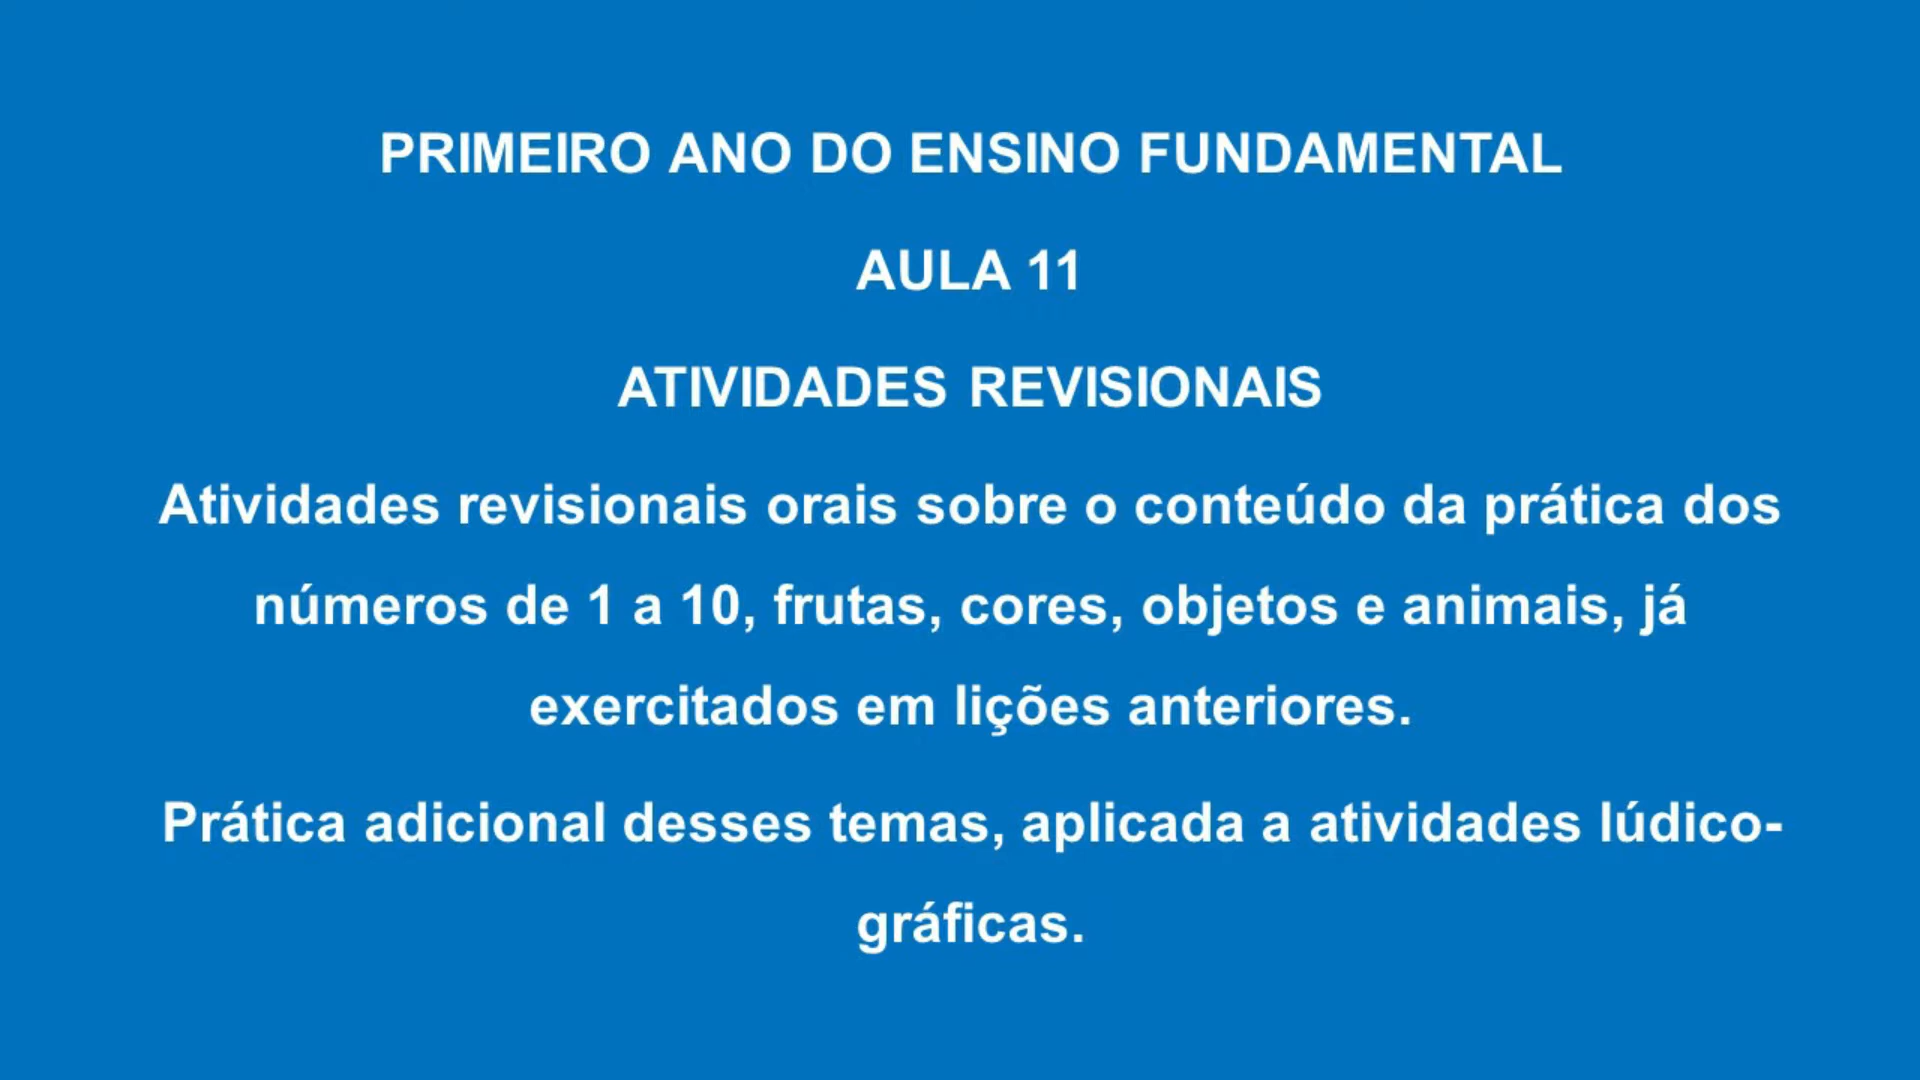 PRIMEIRO ANO DO ENSINO FUNDAMENTAL
AULA 11
ATIVIDADES REVISIONAIS
Atividades revisionais orais sobre o conteúdo da prática dos
números de 1 a 10, frutas, cores, objetos e animais, já
exercitados em lições anteriores.
Prática adicional desses temas, aplicada a atividades lúdico-
gráficas.